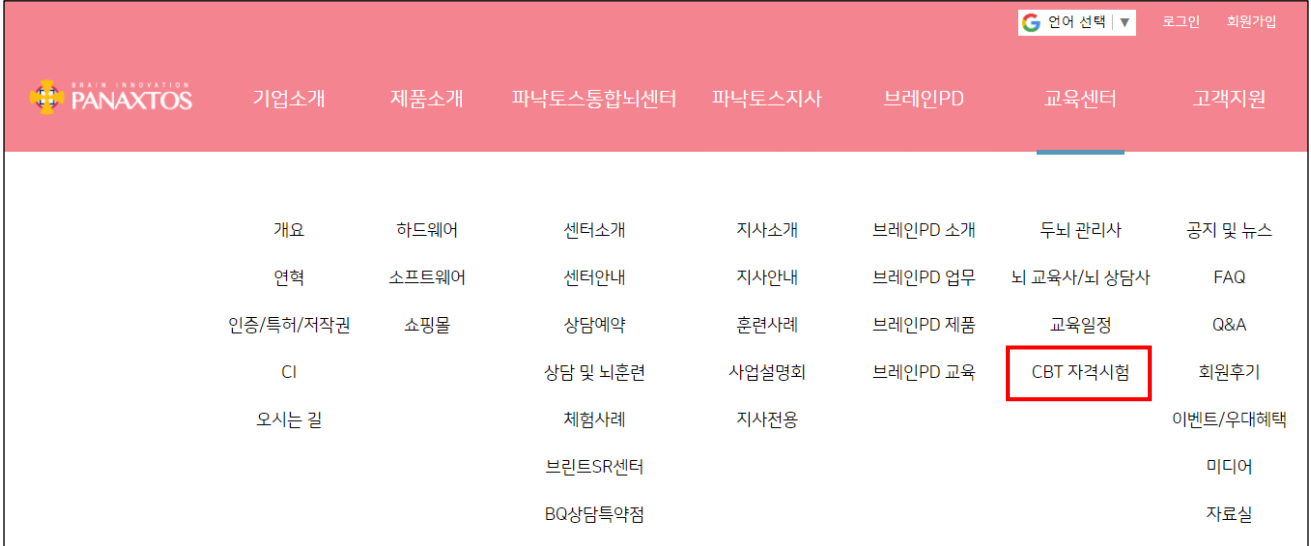 언어 선택 ▼ 로그인 회원가입
BRAIN INNOVATION
PANAXTOS 기업소개 제품소개 파낙토스통합뇌센터 파낙토스지사 브레인PD 교육센터 고객지원
개요 하드웨어 센터소개 지사소개 브레인PD 소개 두뇌 관리사 공지 및 뉴스
연혁 소프트웨어 센터안내 지사안내 브레인PD 업무 뇌 교육사/뇌 상담사 FAQ
인증/특허/저작권 쇼핑몰 상담예약 훈련사례 브레인PD 제품 교육일정 Q&A
CI 상담 및 뇌훈련 사업설명회 브레인PD 교육 CBT 자격시험 회원후기
오시는 길 체험사례 지사전용 이벤트/우대혜택
브린트SR센터 미디어
BQ상담특약점 자료실